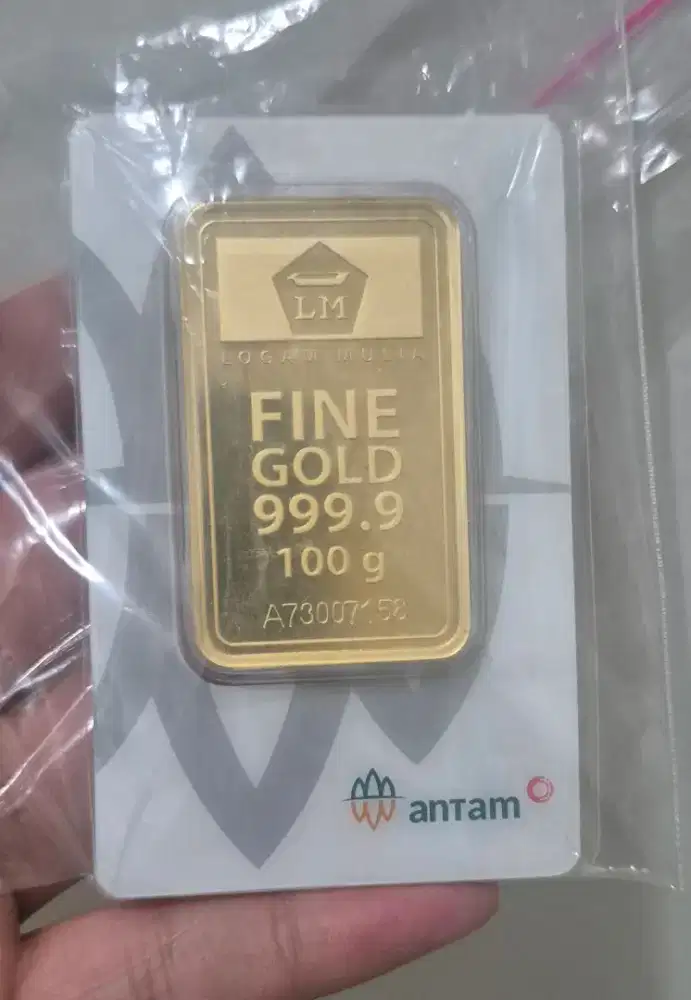 LM
LOGAM MULIA
FINE
GOLD
999.9
100 g
A73007158
antam